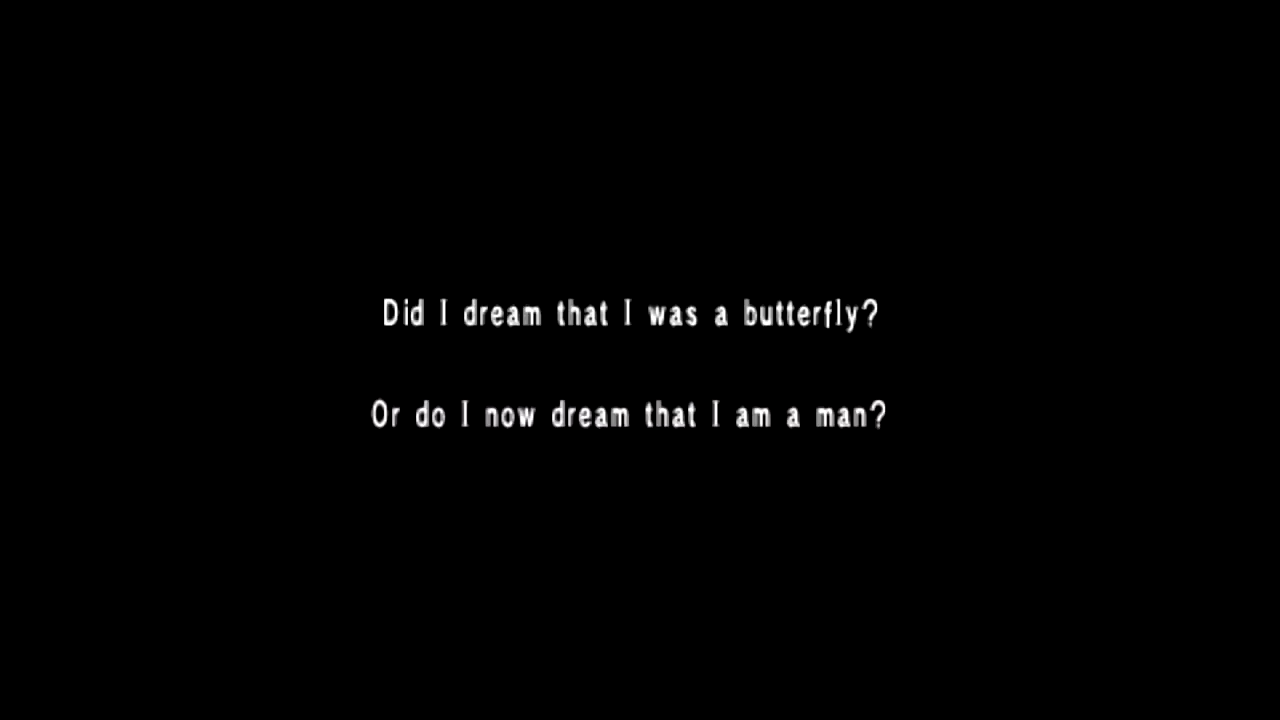 Did I dream that I was a butterfly?
Or do I now dream that I am a man?